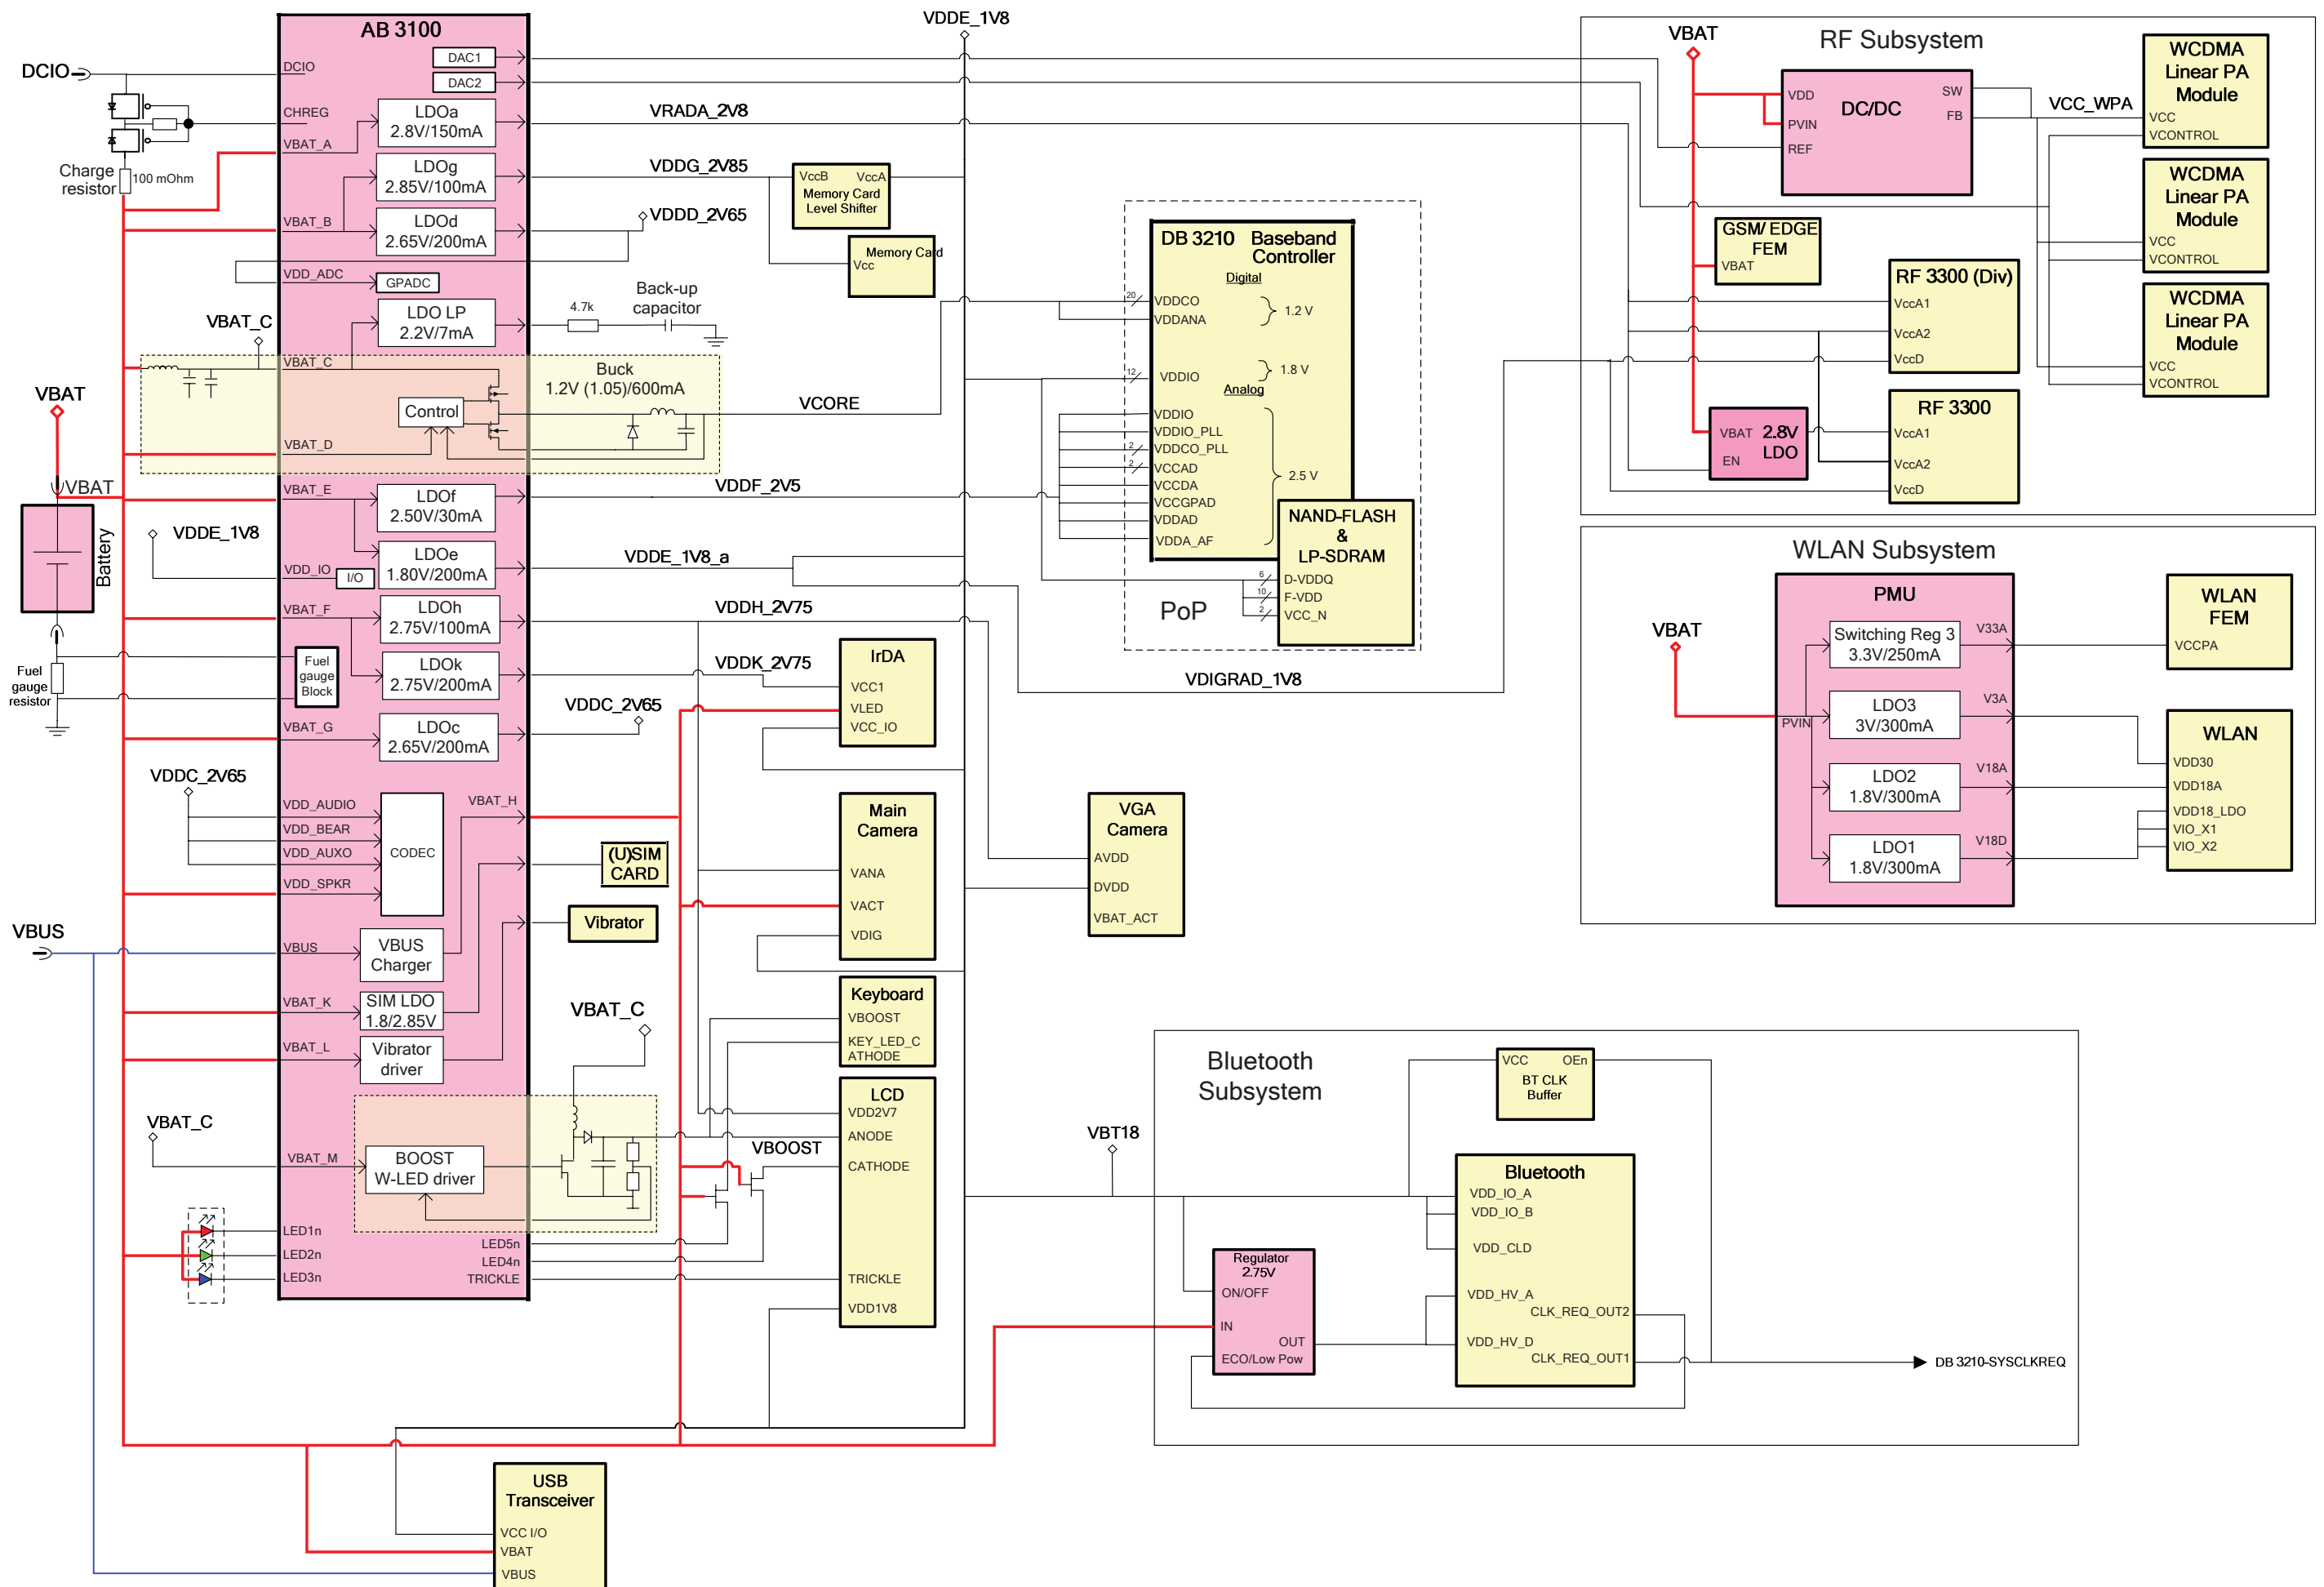 AB 3100
DCIO
DCIO
CHREG
VBAT_A
Charge
resistor
100 mOhm
VBAT_B
VDD_ADC
VBAT_C
VBAT_C
VBAT_D
VBAT
VBAT
Battery
VBAT_E
VDDE_1V8
VDD_IO
I/O
VBAT_F
Fuel
gauge
resistor
Fuel
gauge
Block
VBAT_G
VDDC_2V65
VDD_AUDIO
VDD_BEAR
VDD_AUXO
VDD_SPKR
CODEC
VBAT_H
VBUS
VBUS
VBUS
Charger
VBAT_K
SIM LDO
1.8/2.85V
VBAT_L
Vibrator
driver
VBAT_C
VBAT_M
BOOST
W-LED driver
LED1n
LED2n
LED3n
LED5n
LED4n
TRICKLE
DAC1
DAC2
LDOa
2.8V/150mA
LDOg
2.85V/100mA
LDOd
2.65V/200mA
GPADC
LDO LP
2.2V/7mA
Control
LDOf
2.50V/30mA
LDOe
1.80V/200mA
LDOh
2.75V/100mA
LDOk
2.75V/200mA
LDOc
2.65V/200mA
VRADA_2V8
VDDG_2V85
VDDD_2V65
4.7k
Back-up
capacitor
Buck
1.2V (1.05)/600mA
VCORE
VDDF_2V5
VDDE_1V8_a
VDDH_2V75
VDDK_2V75
VDDC_2V65
VDDE_1V8
VccB
VccA
Memory Card
Level Shifter
Memory Card
Vcc
IrDA
VCC1
VLED
VCC_IO
Main
Camera
VANA
VACT
VDIG
(U)SIM
CARD
Vibrator
VBAT_C
Keyboard
VBOOST
KEY_LED_C
ATHODE
LCD
VDD2V7
ANODE
VBOOST
CATHODE
TRICKLE
VDD1V8
USB
Transceiver
VCC I/O
VBAT
VBUS
DB 3210 Baseband
Controller
Digital
20
VDDCO
VDDANA
1.2 V
12
VDDIO
1.8 V
Analog
VDDIO
VDDIO_PLL
2
VDDCO_PLL
2
VCCAD
VCCDA
VCCGPAD
VDDAD
VDDA_AF
2.5 V
NAND-FLASH
&
LP-SDRAM
6
D-VDDQ
10
F-VDD
2
VCC_N
PoP
VDIGRAD_1V8
VGA
Camera
AVDD
DVDD
VBAT_ACT
RF Subsystem
VBAT
VDD
PVIN
REF
DC/DC
SW
FB
VCC_WPA
WCDMA
Linear PA
Module
VCC
VCONTROL
WCDMA
Linear PA
Module
VCC
VCONTROL
WCDMA
Linear PA
Module
VCC
VCONTROL
GSM/ EDGE
FEM
VBAT
RF 3300 (Div)
VccA1
VccA2
VccD
VBAT 2.8V
LDO
EN
RF 3300
VccA1
VccA2
VccD
WLAN Subsystem
VBAT
PMU
PVIN
Switching Reg 3
3.3V/250mA
V33A
LDO3
3V/300mA
V3A
LDO2
1.8V/300mA
V18A
LDO1
1.8V/300mA
V18D
WLAN
FEM
VCCPA
WLAN
VDD30
VDD18A
VDD18_LDO
VIO_X1
VIO_X2
Bluetooth
Subsystem
VBT18
VCC
OEn
BT CLK
Buffer
Bluetooth
VDD_IO_A
VDD_IO_B
VDD_CLD
VDD_HV_A
CLK_REQ_OUT2
VDD_HV_D
CLK_REQ_OUT1
Regulator
2.75V
ON/OFF
IN
OUT
ECO/Low Pow
DB 3210-SYSCLKREQ